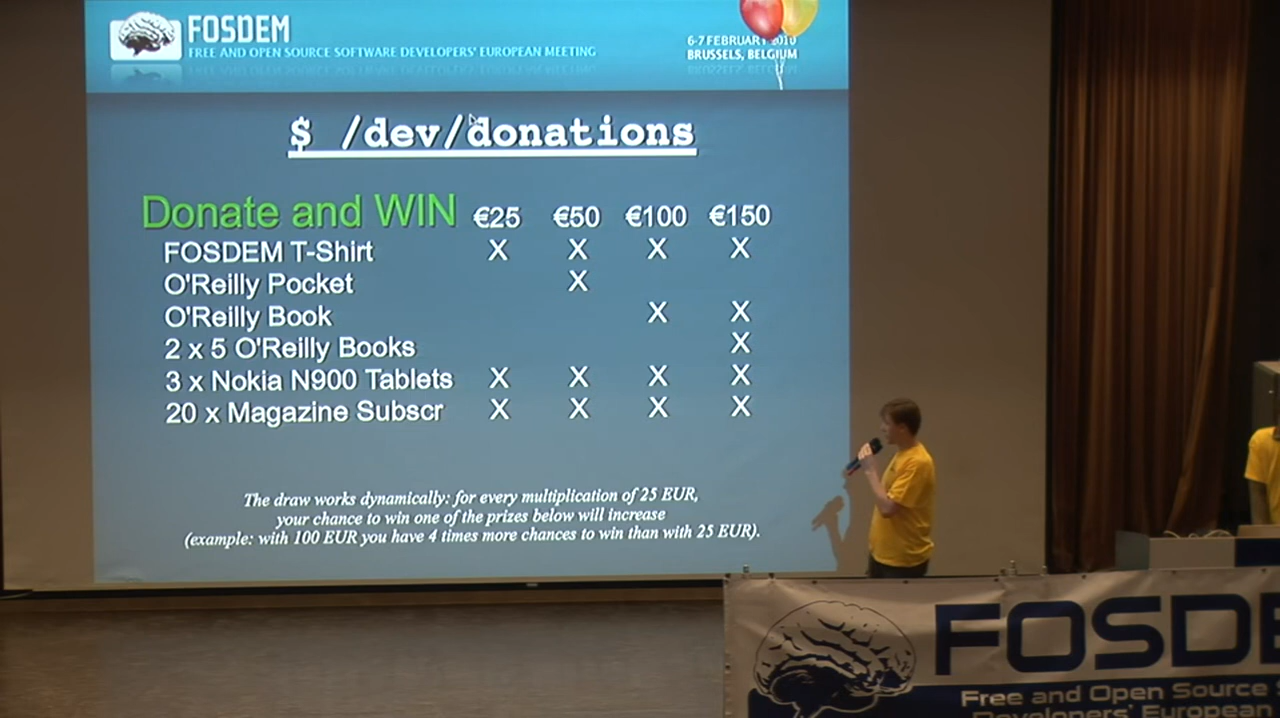 FOSDEM
FREE AND OPEN SOURCE SOFTWARE DEVELOPERS' EUROPEAN MEETING
6-7 FEBRUARY 2010
BRUSSELS, BELGIUM
$ /dev/donations
Donate and WIN €25 €50 €100 €150
FOSDEM T-Shirt X X X X
O'Reilly Pocket X
O'Reilly Book X X
2 x 5 O'Reilly Books X
3 x Nokia N900 Tablets X X X X
20 x Magazine Subscr X X X X
The draw works dynamically: for every multiplication of 25 EUR,
your chance to win one of the prizes below will increase
(example: with 100 EUR you have 4 times more chances to win than with 25 EUR).
FOSDE
Free and Open Source
Developers' European